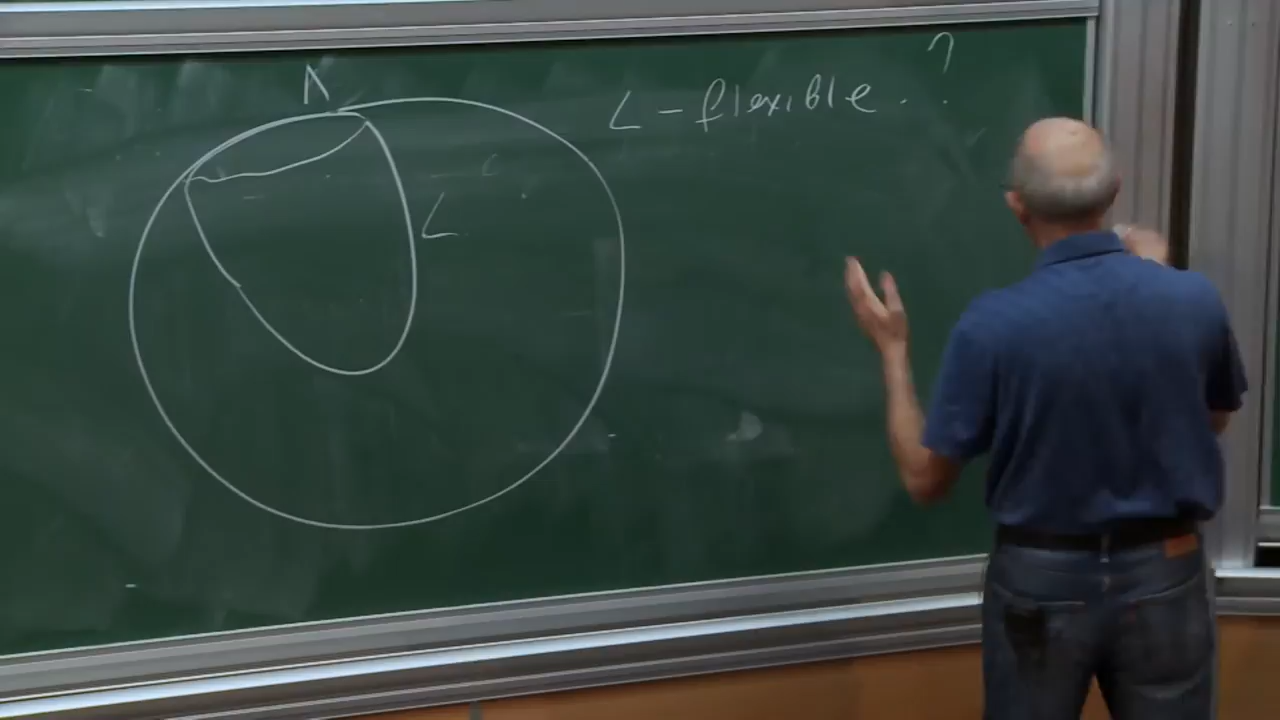 Λ
L - flexible . ?
L